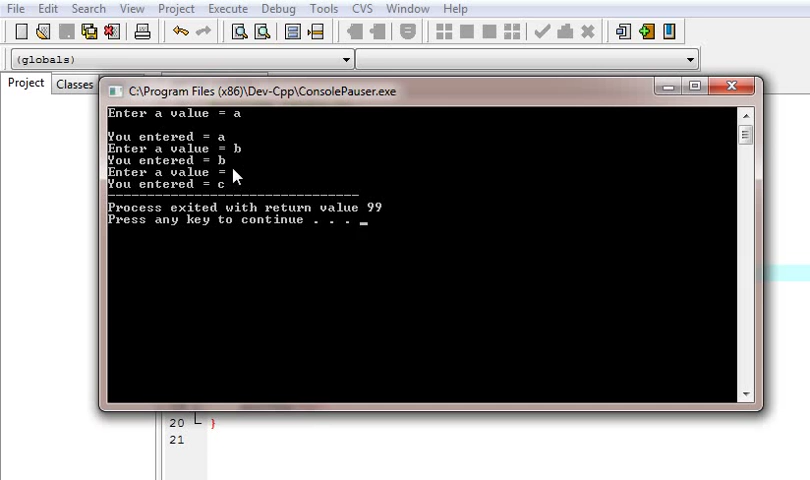 File Edit Search View Project Execute Debug Tools CVS Window Help
(globals)
Project Classes
C:\Program Files (x86)\Dev-Cpp\ConsolePauser.exe
Enter a value = a
You entered = a
Enter a value = b
You entered = b
Enter a value =
You entered = c
--------------------------------
Process exited with return value 99
Press any key to continue . . . _
20 }
21